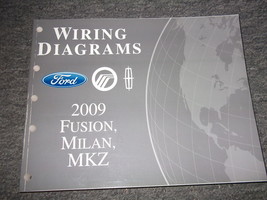 WIRING
DIAGRAMS
Ford
2009
FUSION,
MILAN,
MKZ